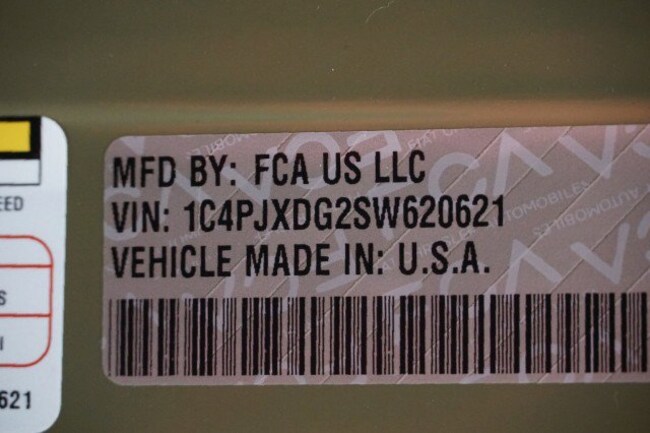 MFD BY: FCA US LLC
VIN: 1C4PJXDG2SW620621
VEHICLE MADE IN: U.S.A.
EED
S
I
621